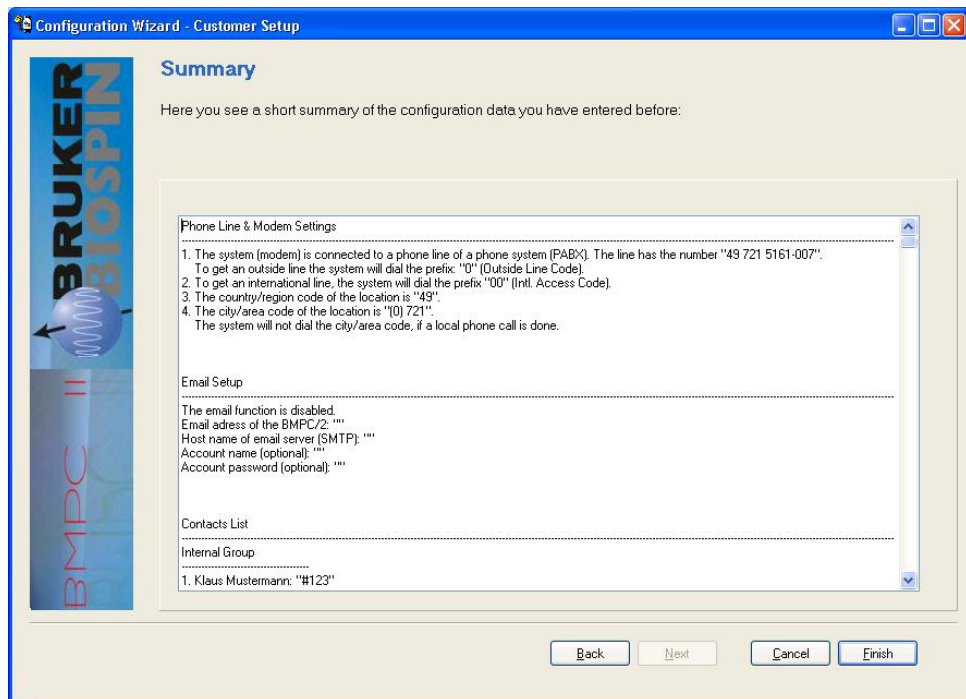 Configuration Wizard - Customer Setup
BRUKER
BIOSPIN
BMPC II
Summary
Here you see a short summary of the configuration data you have entered before:
Phone Line & Modem Settings
1. The system (modem) is connected to a phone line of a phone system (PABX). The line has the number "49 721 5161-007".
To get an outside line the system will dial the prefix: "0" (Outside Line Code).
2. To get an international line, the system will dial the prefix "00" (Intl. Access Code).
3. The country/region code of the location is "49".
4. The city/area code of the location is "(0) 721".
The system will not dial the city/area code, if a local phone call is done.
Email Setup
The email function is disabled.
Email adress of the BMPC/2: ""
Host name of email server (SMTP): ""
Account name (optional): ""
Account password (optional): ""
Contacts List
Internal Group
1. Klaus Mustermann: "#123"
Back Next Cancel Finish